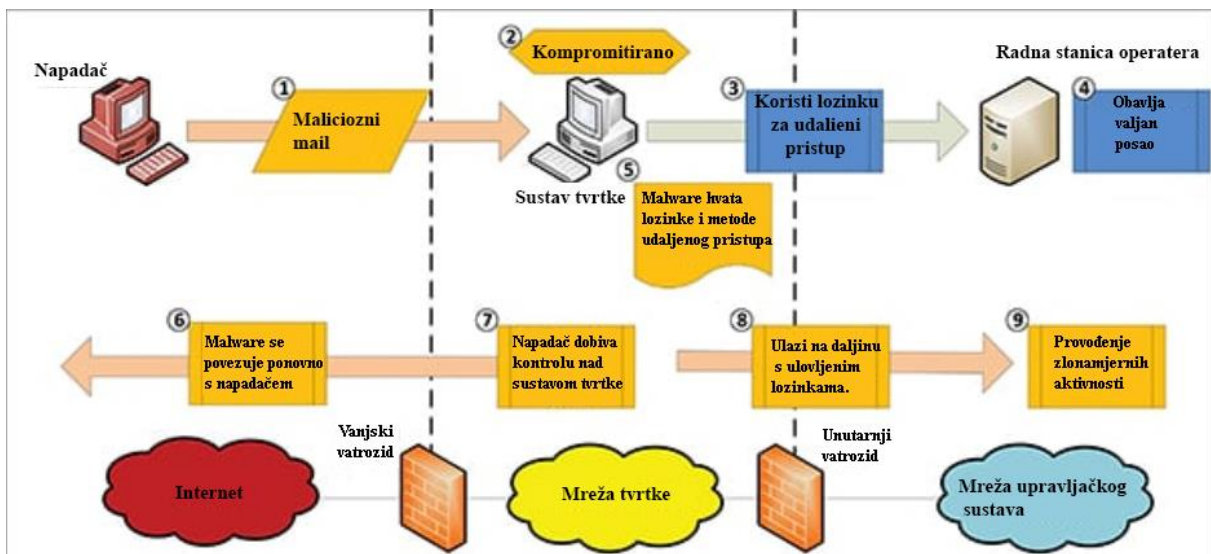 Napadač
①
Maliciozni
mail
②
Kompromitirano
Sustav tvrtke
③
Koristi lozinku
za udalieni
pristup
Radna stanica operatera
④
Obavlja
valjan
posao
⑤
Malware hvata
lozinke i metode
udaljenog pristupa
⑥
Malware se
povezuje ponovno
s napadačem
⑦
Napadač dobiva
kontrolu nad
sustavom tvrtke
⑧
Ulazi na daljinu
s ulovljenim
lozinkama.
⑨
Provođenje
zlonamjernih
aktivnosti
Internet
Vanjski
vatrozid
Mreža tvrtke
Unutarnji
vatrozid
Mreža upravljačkog
sustava